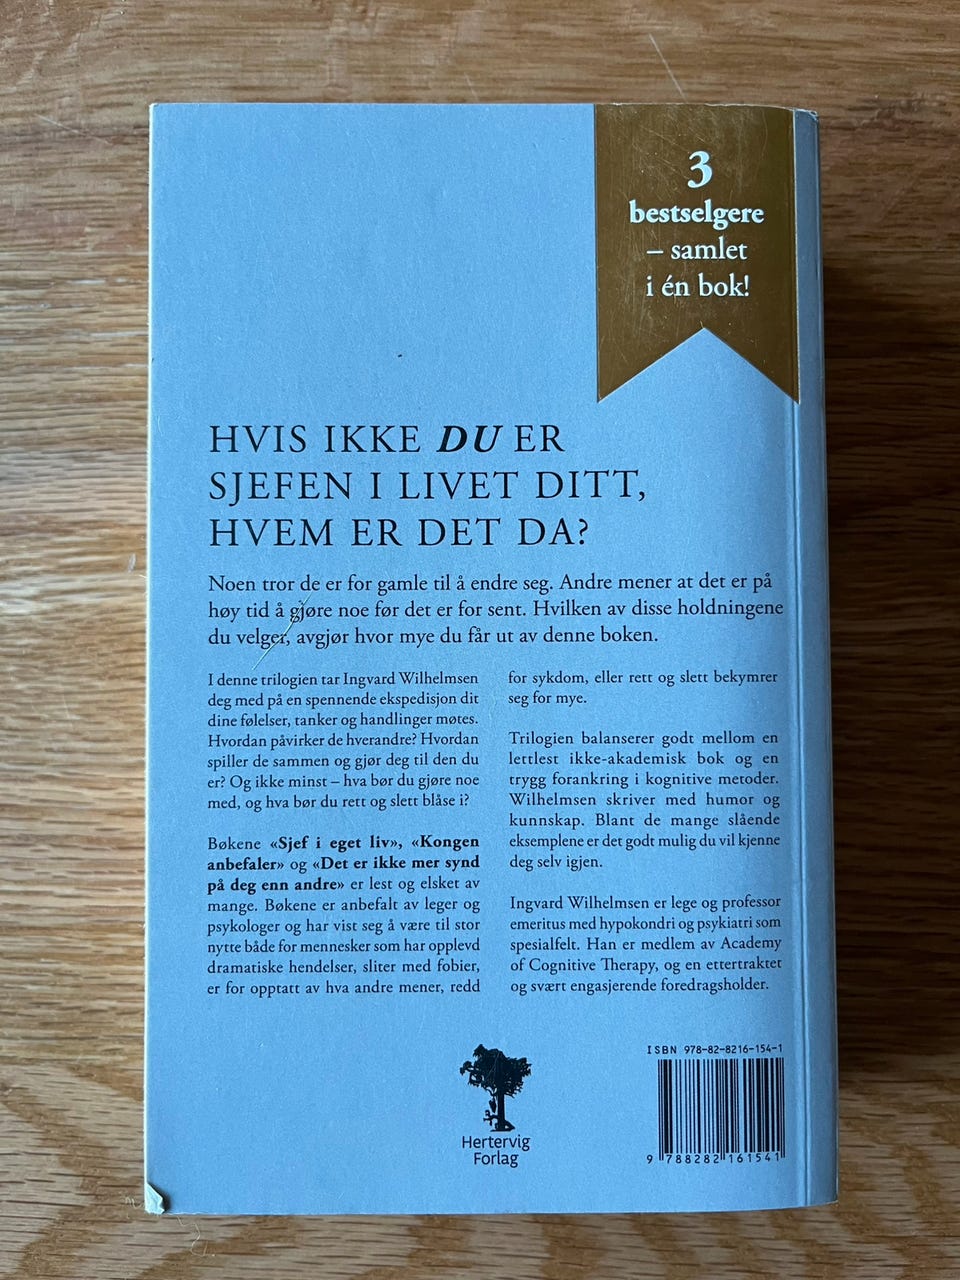 3
bestselgere
– samlet
i én bok!
HVIS IKKE DU ER
SJEFEN I LIVET DITT,
HVEM ER DET DA?
Noen tror de er for gamle til å endre seg. Andre mener at det er på
høy tid å gjøre noe før det er for sent. Hvilken av disse holdningene
du velger, avgjør hvor mye du får ut av denne boken.
I denne trilogien tar Ingvard Wilhelmsen
deg med på en spennende ekspedisjon dit
dine følelser, tanker og handlinger møtes.
Hvordan påvirker de hverandre? Hvordan
spiller de sammen og gjør deg til den du
er? Og ikke minst – hva bør du gjøre noe
med, og hva bør du rett og slett blåse i?
Bøkene «Sjef i eget liv», «Kongen
anbefaler» og «Det er ikke mer synd
på deg enn andre» er lest og elsket av
mange. Bøkene er anbefalt av leger og
psykologer og har vist seg å være til stor
nytte både for mennesker som har opplevd
dramatiske hendelser, sliter med fobier,
er for opptatt av hva andre mener, redd
for sykdom, eller rett og slett bekymrer
seg for mye.
Trilogien balanserer godt mellom en
lettlest ikke-akademisk bok og en
trygg forankring i kognitive metoder.
Wilhelmsen skriver med humor og
kunnskap. Blant de mange slående
eksemplene er det godt mulig du vil kjenne
deg selv igjen.
Ingvard Wilhelmsen er lege og professor
emeritus med hypokondri og psykiatri som
spesialfelt. Han er medlem av Academy
of Cognitive Therapy, og en ettertraktet
og svært engasjerende foredragsholder.
Hertervig
Forlag
ISBN 978-82-8216-154-1
9 788282 161541